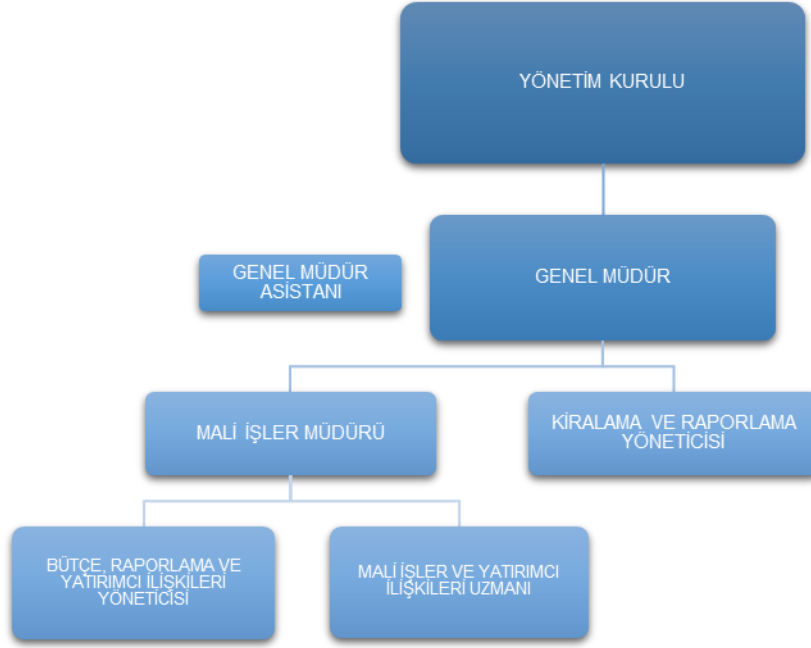 YÖNETİM KURULU
GENEL MÜDÜR
ASİSTANI
GENEL MÜDÜR
MALİ İŞLER MÜDÜRÜ
KİRALAMA VE RAPORLAMA
YÖNETİCİSİ
BÜTÇE, RAPORLAMA VE
YATIRIMCI İLİŞKİLERİ
YÖNETİCİSİ
MALİ İŞLER VE YATIRIMCI
İLİŞKİLERİ UZMANI